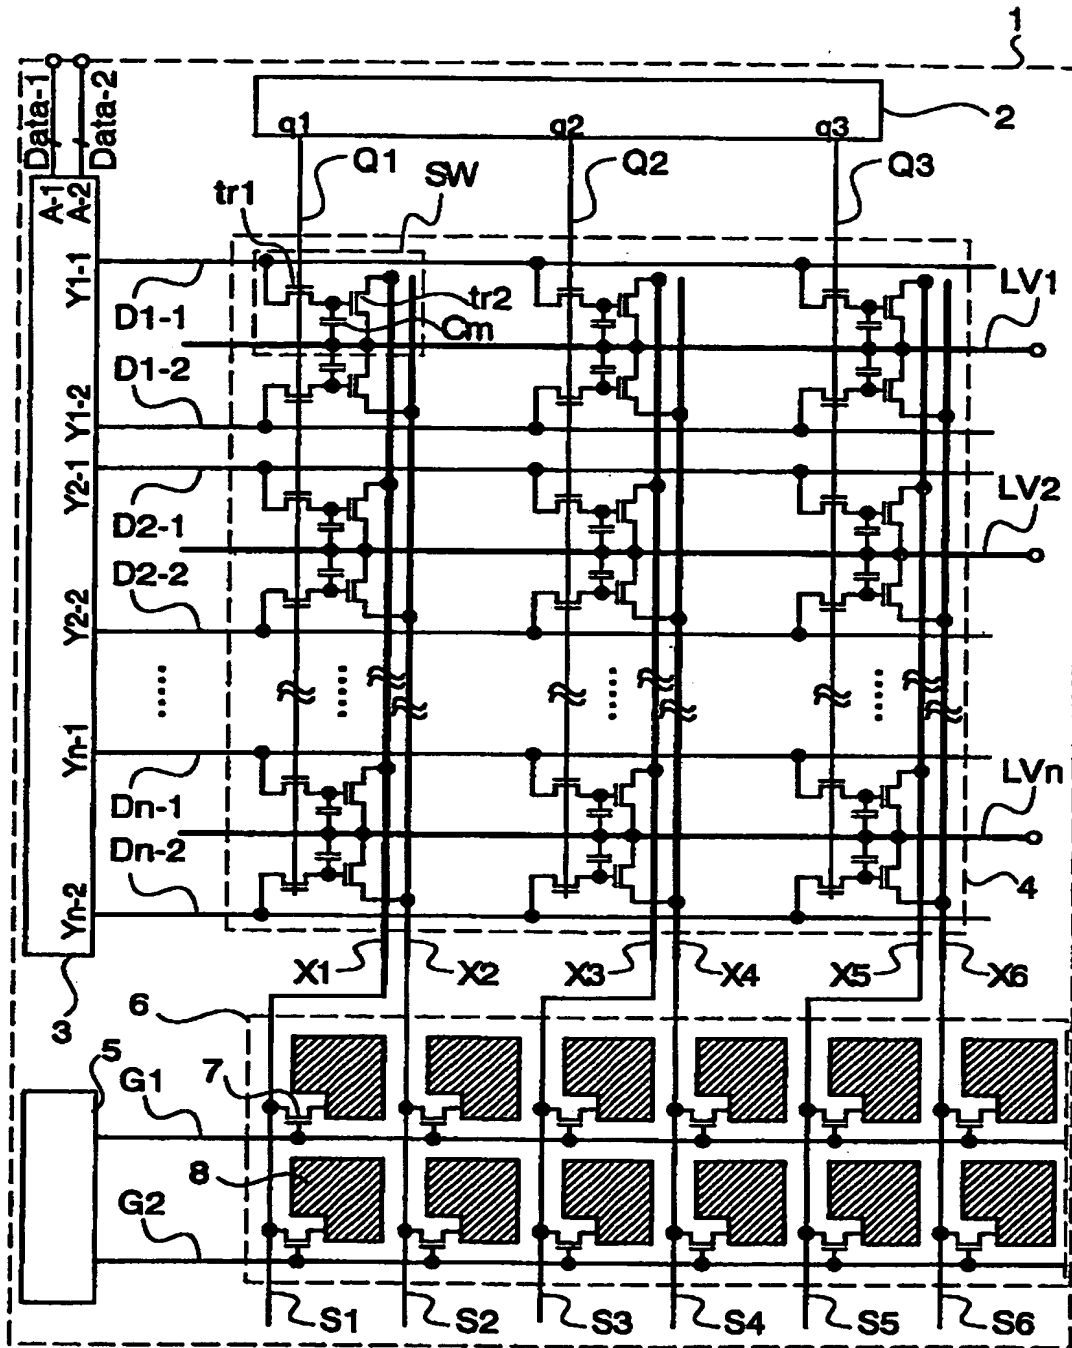 1
Data-1
Data-2
2
q1
q2
q3
Q1
Q2
Q3
SW
tr1
A-1
A-2
Y1-1
D1-1
tr2
Cm
LV1
D1-2
Y1-2
Y2-1
D2-1
LV2
D2-2
Y2-2
......
......
......
......
Yn-1
Dn-1
LVn
Dn-2
Yn-2
4
3
X1
X2
X3
X4
X5
X6
6
5
G1
7
8
G2
S1
S2
S3
S4
S5
S6